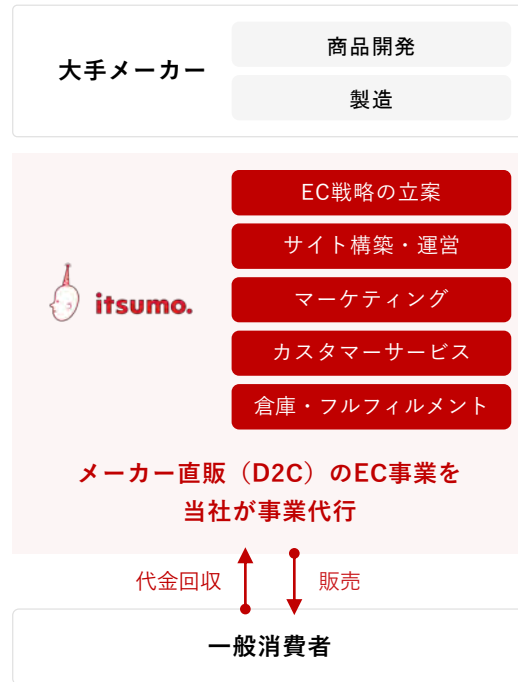 大手メーカー
商品開発
製造
EC戦略の立案
サイト構築・運営
itsumo.
マーケティング
カスタマーサービス
倉庫・フルフィルメント
メーカー直販（D2C）のEC事業を
当社が事業代行
代金回収
販売
一般消費者